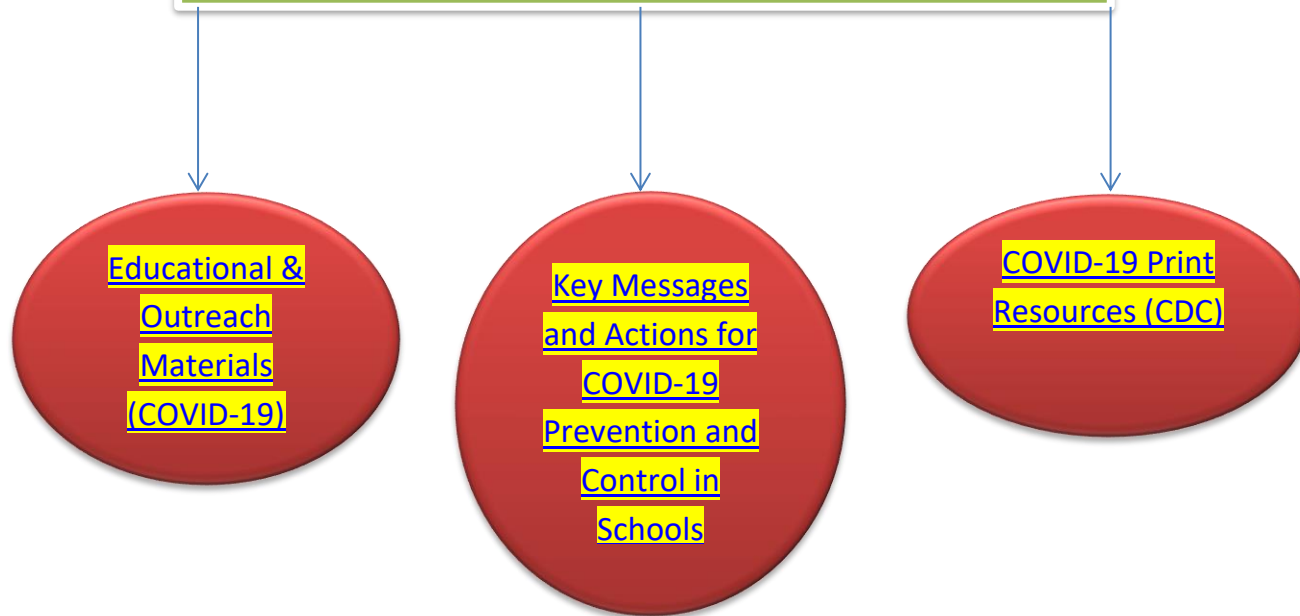 Educational &
Outreach
Materials
(COVID-19)
Key Messages
and Actions for
COVID-19
Prevention and
Control in
Schools
COVID-19 Print
Resources (CDC)